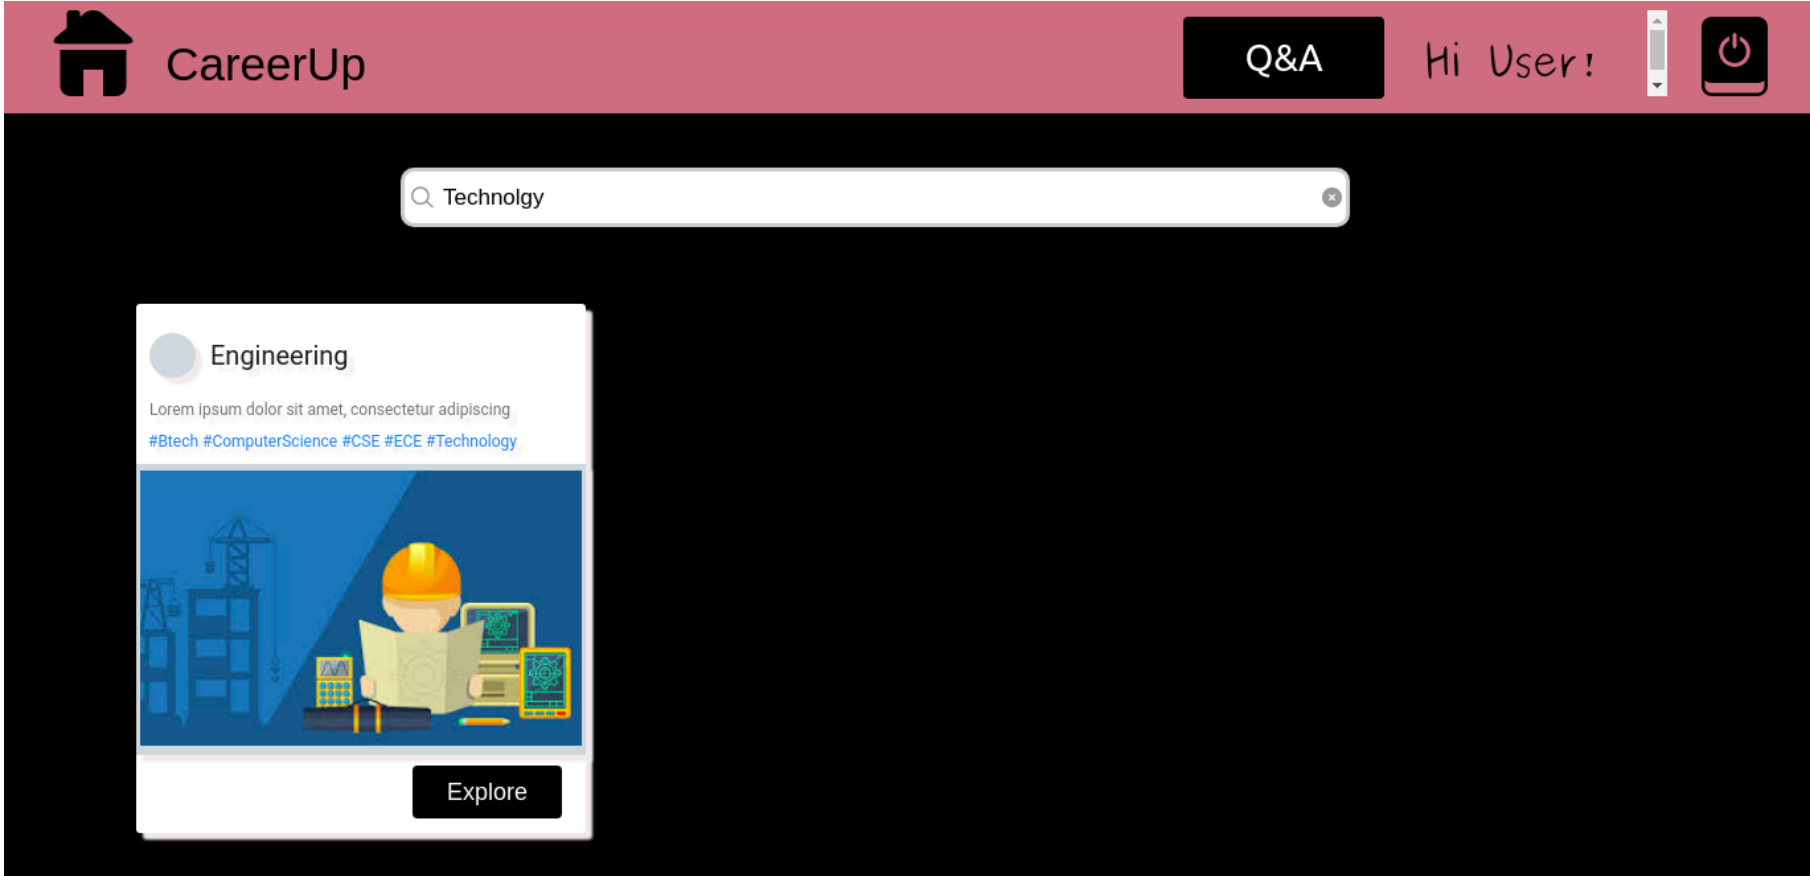 CareerUp
Q&A
Hi User!
Technolgy
Engineering
Lorem ipsum dolor sit amet, consectetur adipiscing
#Btech #ComputerScience #CSE #ECE #Technology
Explore